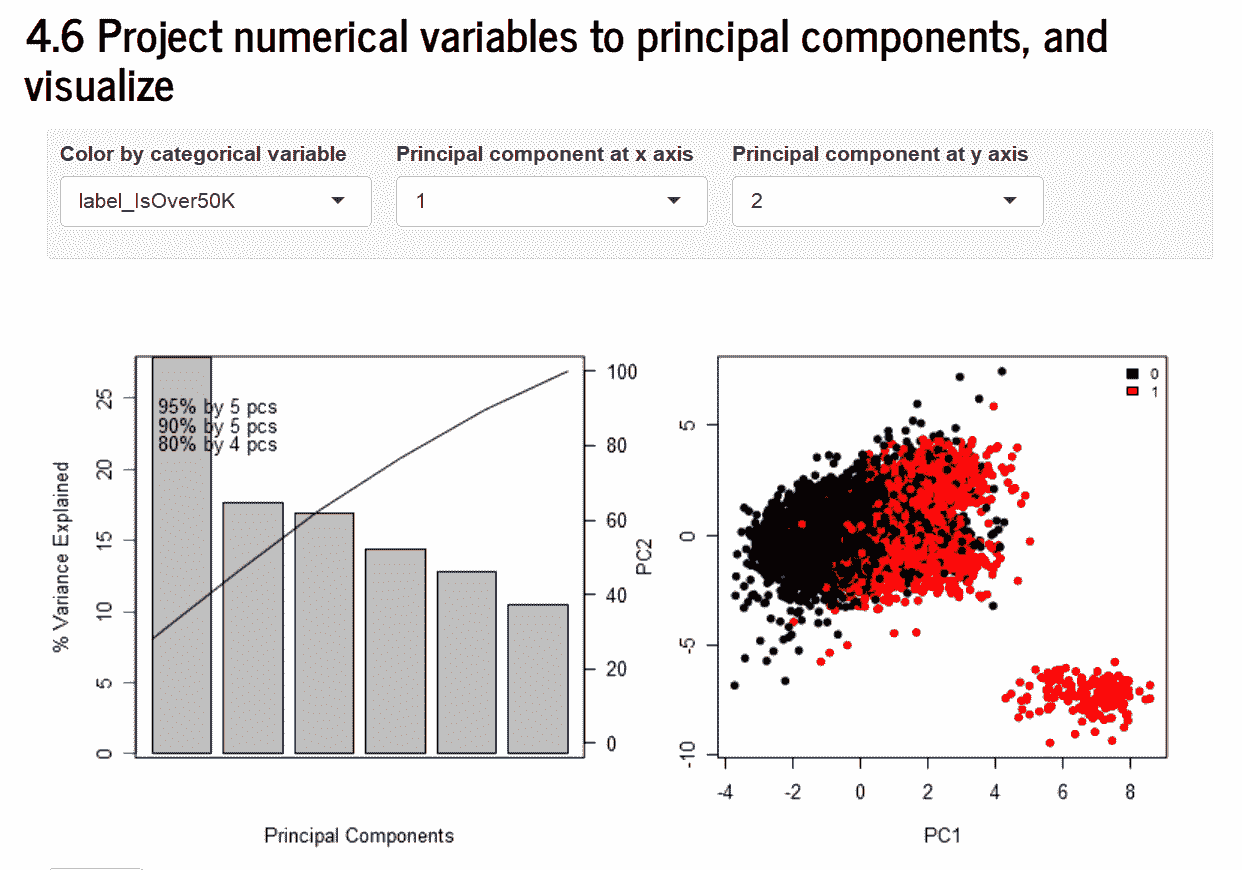 4.6 Project numerical variables to principal components, and
visualize
Color by categorical variable
Principal component at x axis
Principal component at y axis
label_IsOver50K
1
2
95% by 5 pcs
90% by 5 pcs
80% by 4 pcs
% Variance Explained
0
5
10
15
20
25
0
20
40
60
80
100
Principal Components
0
1
PC2
5
0
-5
-10
-4
-2
0
2
4
6
8
PC1